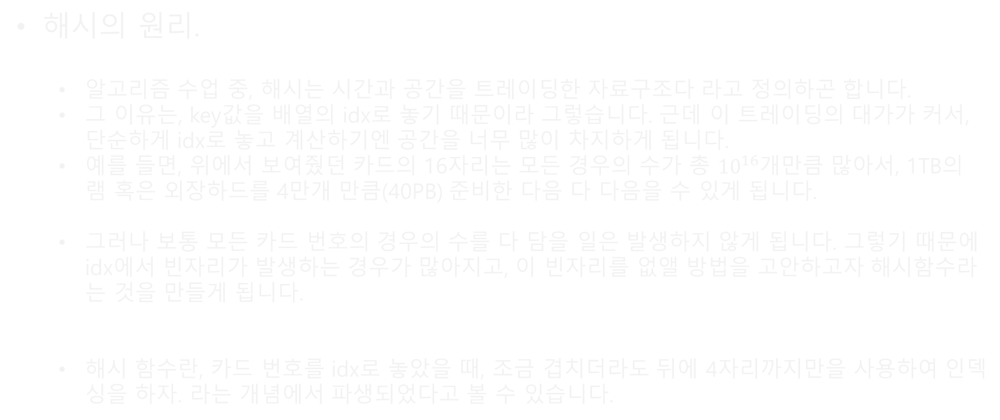 • 해시의 원리.
• 알고리즘 수업 중, 해시는 시간과 공간을 트레이딩한 자료구조다 라고 정의하곤 합니다.
• 그 이유는, key값을 배열의 idx로 놓기 때문이라 그렇습니다. 근데 이 트레이딩의 대가가 커서,
단순하게 idx로 놓고 계산하기엔 공간을 너무 많이 차지하게 됩니다.
• 예를 들면, 위에서 보여줬던 카드의 16자리는 모든 경우의 수가 총 10¹⁶개만큼 많아서, 1TB의
램 혹은 외장하드를 4만개 만큼(40PB) 준비한 다음 다 다음을 수 있게 됩니다.
• 그러나 보통 모든 카드 번호의 경우의 수를 다 담을 일은 발생하지 않게 됩니다. 그렇기 때문에
idx에서 빈자리가 발생하는 경우가 많아지고, 이 빈자리를 없앨 방법을 고안하고자 해시함수라
는 것을 만들게 됩니다.
• 해시 함수란, 카드 번호를 idx로 놓았을 때, 조금 겹치더라도 뒤에 4자리까지만을 사용하여 인덱
싱을 하자. 라는 개념에서 파생되었다고 볼 수 있습니다.